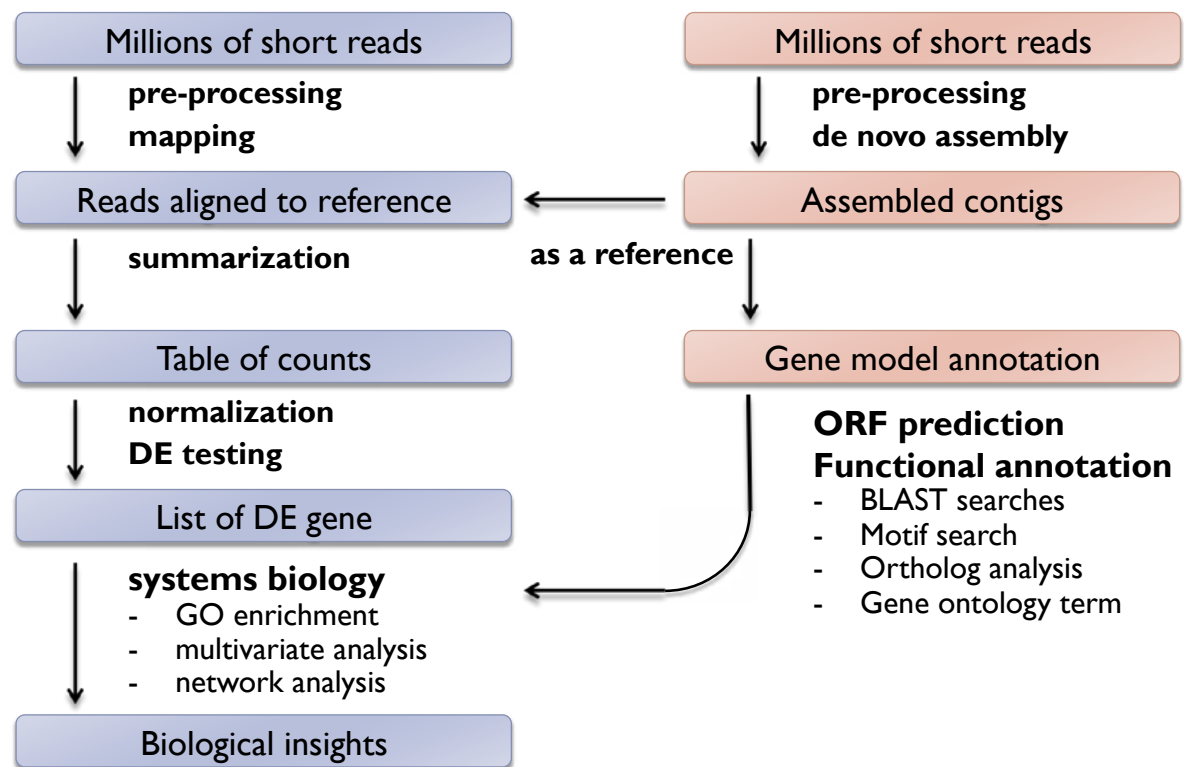 Millions of short reads
pre-processing
mapping
Reads aligned to reference
summarization
Table of counts
normalization
DE testing
List of DE gene
systems biology
- GO enrichment
- multivariate analysis
- network analysis
Biological insights
Millions of short reads
pre-processing
de novo assembly
Assembled contigs
as a reference
Gene model annotation
ORF prediction
Functional annotation
- BLAST searches
- Motif search
- Ortholog analysis
- Gene ontology term